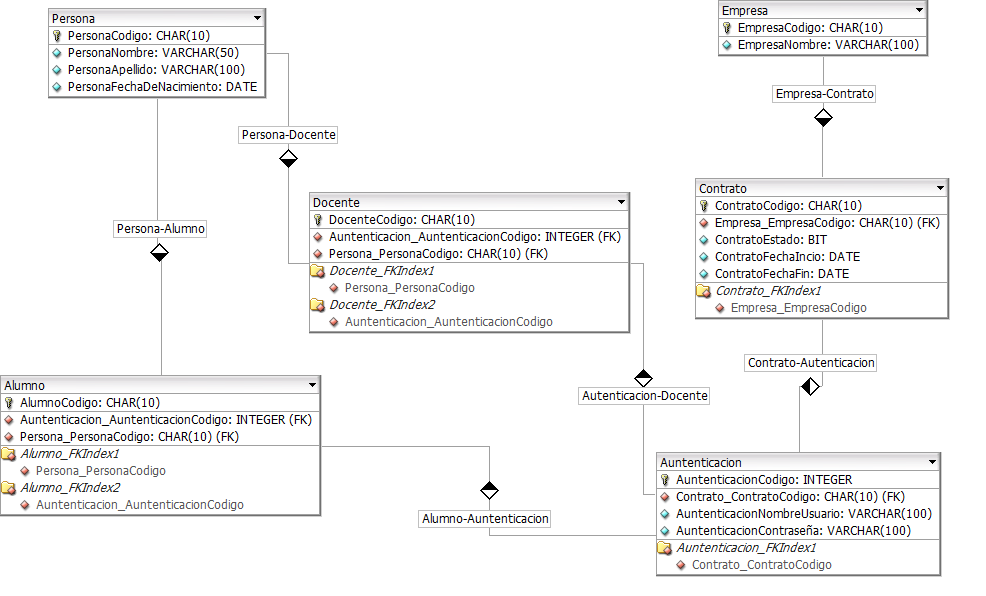 Persona
PersonaCodigo: CHAR(10)
PersonaNombre: VARCHAR(50)
PersonaApellido: VARCHAR(100)
PersonaFechaDeNacimiento: DATE
Empresa
EmpresaCodigo: CHAR(10)
EmpresaNombre: VARCHAR(100)
Empresa-Contrato
Persona-Docente
Persona-Alumno
Docente
DocenteCodigo: CHAR(10)
Auntenticacion_AuntenticacionCodigo: INTEGER (FK)
Persona_PersonaCodigo: CHAR(10) (FK)
Docente_FKIndex1
Persona_PersonaCodigo
Docente_FKIndex2
Auntenticacion_AuntenticacionCodigo
Contrato
ContratoCodigo: CHAR(10)
Empresa_EmpresaCodigo: CHAR(10) (FK)
ContratoEstado: BIT
ContratoFechaIncio: DATE
ContratoFechaFin: DATE
Contrato_FKIndex1
Empresa_EmpresaCodigo
Contrato-Autenticacion
Autenticacion-Docente
Alumno
AlumnoCodigo: CHAR(10)
Auntenticacion_AuntenticacionCodigo: INTEGER (FK)
Persona_PersonaCodigo: CHAR(10) (FK)
Alumno_FKIndex1
Persona_PersonaCodigo
Alumno_FKIndex2
Auntenticacion_AuntenticacionCodigo
Alumno-Auntenticacion
Auntenticacion
AuntenticacionCodigo: INTEGER
Contrato_ContratoCodigo: CHAR(10) (FK)
AuntenticacionNombreUsuario: VARCHAR(100)
AuntenticacionContraseña: VARCHAR(100)
Auntenticacion_FKIndex1
Contrato_ContratoCodigo